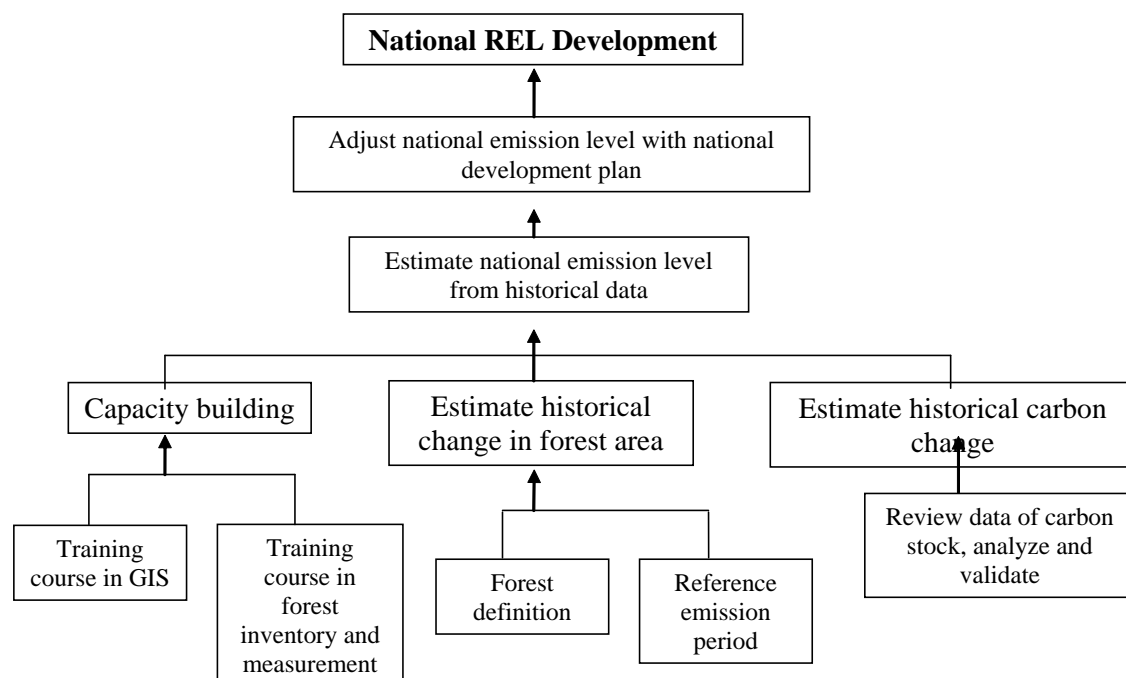 National REL Development
Adjust national emission level with national
development plan
Estimate national emission level
from historical data
Capacity building
Estimate historical
change in forest area
Estimate historical carbon
change
Training
course in GIS
Training
course in
forest
inventory and
measurement
Forest
definition
Reference
emission
period
Review data of carbon
stock, analyze and
validate